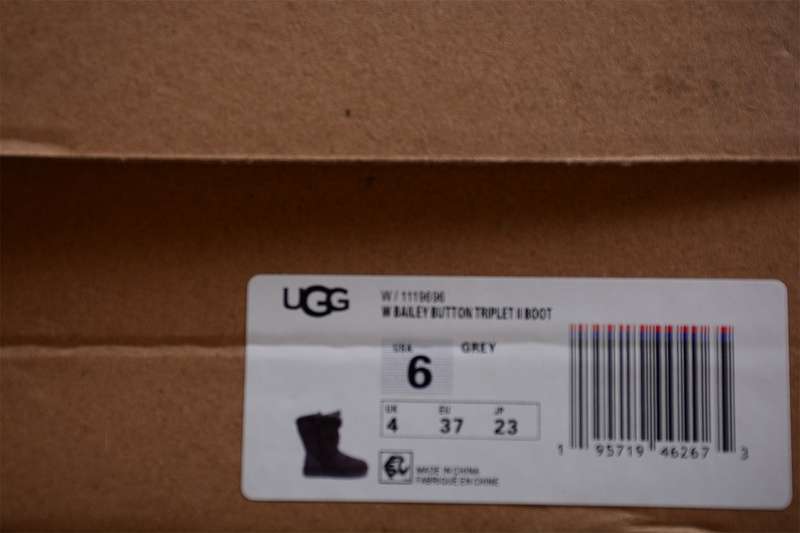 UGG
W / 1119696
W BAILEY BUTTON TRIPLET II BOOT
USA
GREY
6
UK EU JP
4 37 23
MADE IN CHINA
FABRIQUÉ EN CHINE
1 95719 46267 3